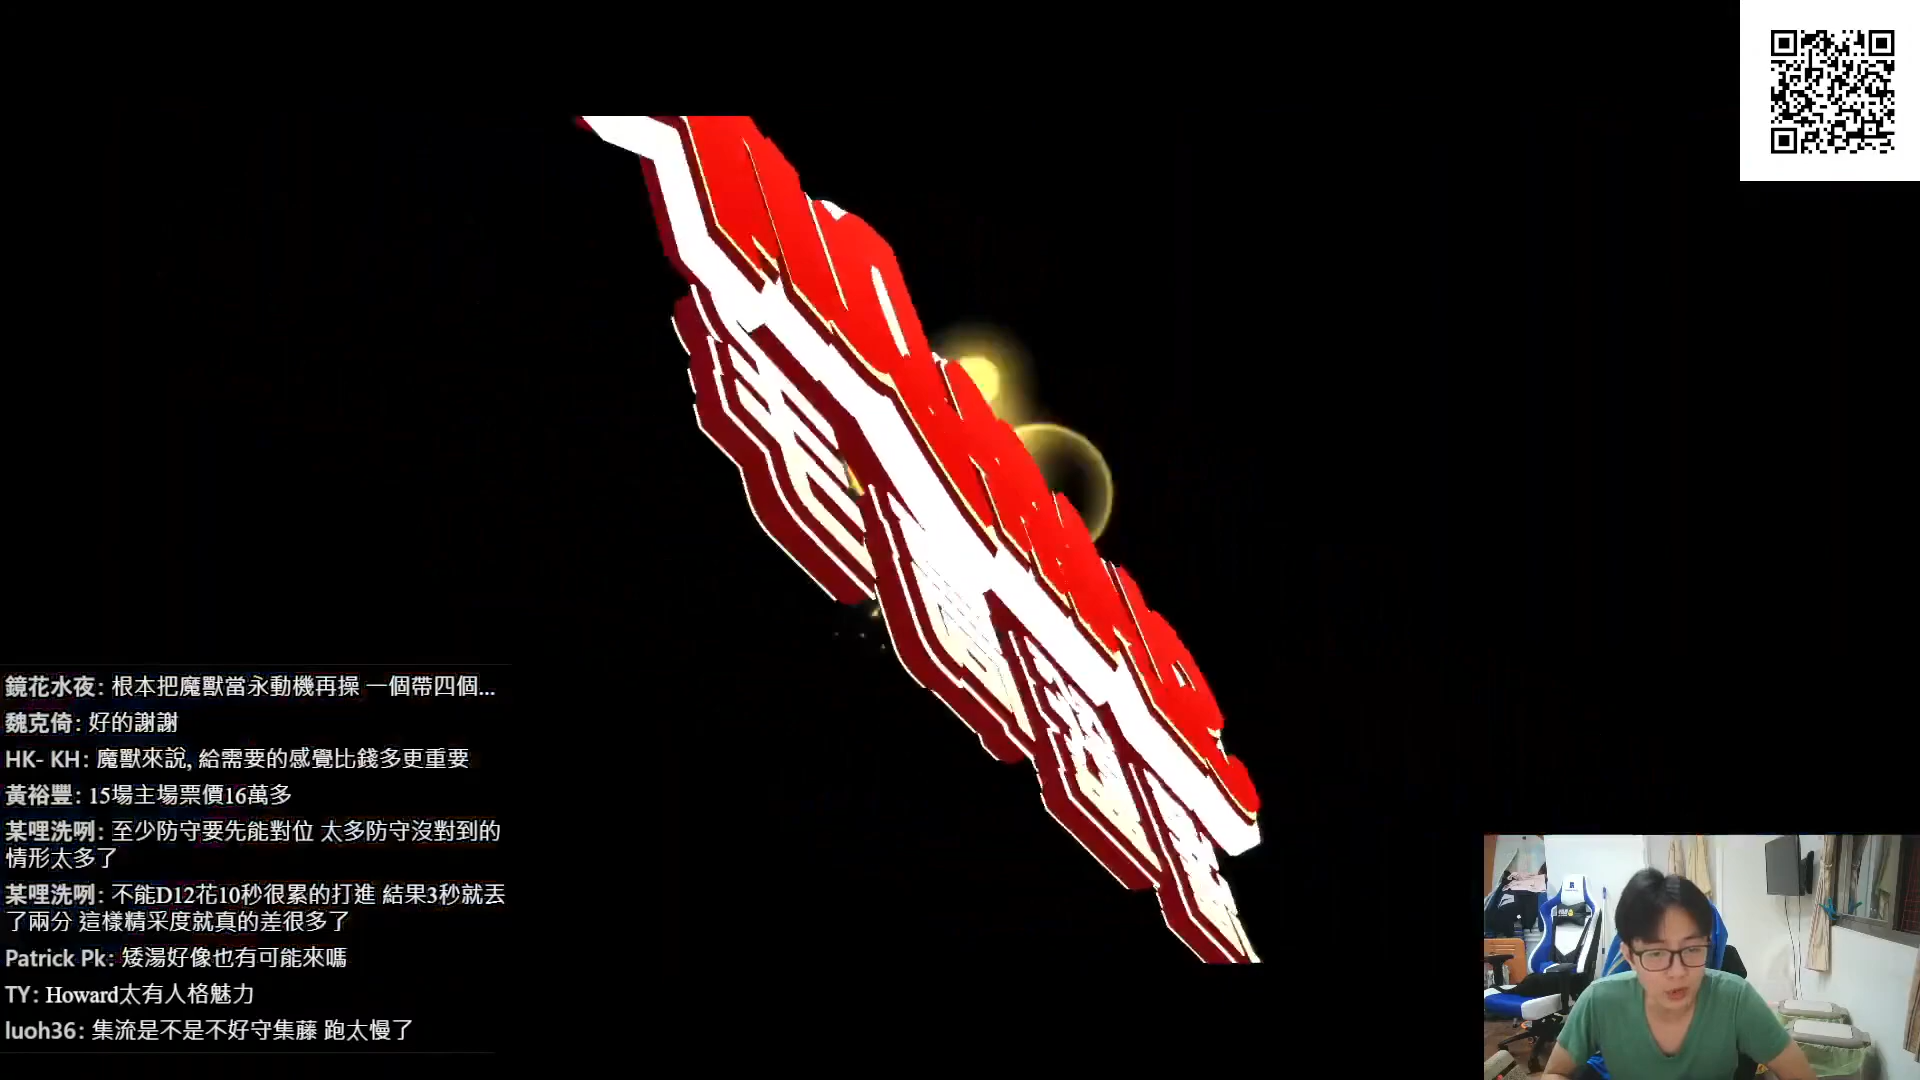 鏡花水夜: 根本把魔獸當永動機再操 一個帶四個...
魏克倚: 好的謝謝
HK- KH: 魔獸來說, 給需要的感覺比錢多更重要
黃裕豐: 15場主場票價16萬多
某哩洗咧: 至少防守要先能對位 太多防守沒對到的
情形太多了
某哩洗咧: 不能D12花10秒很累的打進 結果3秒就丟
了兩分 這樣精采度就真的差很多了
Patrick Pk: 矮湯好像也有可能來嗎
TY: Howard太有人格魅力
luoh36: 集流是不是不好守集藤 跑太慢了